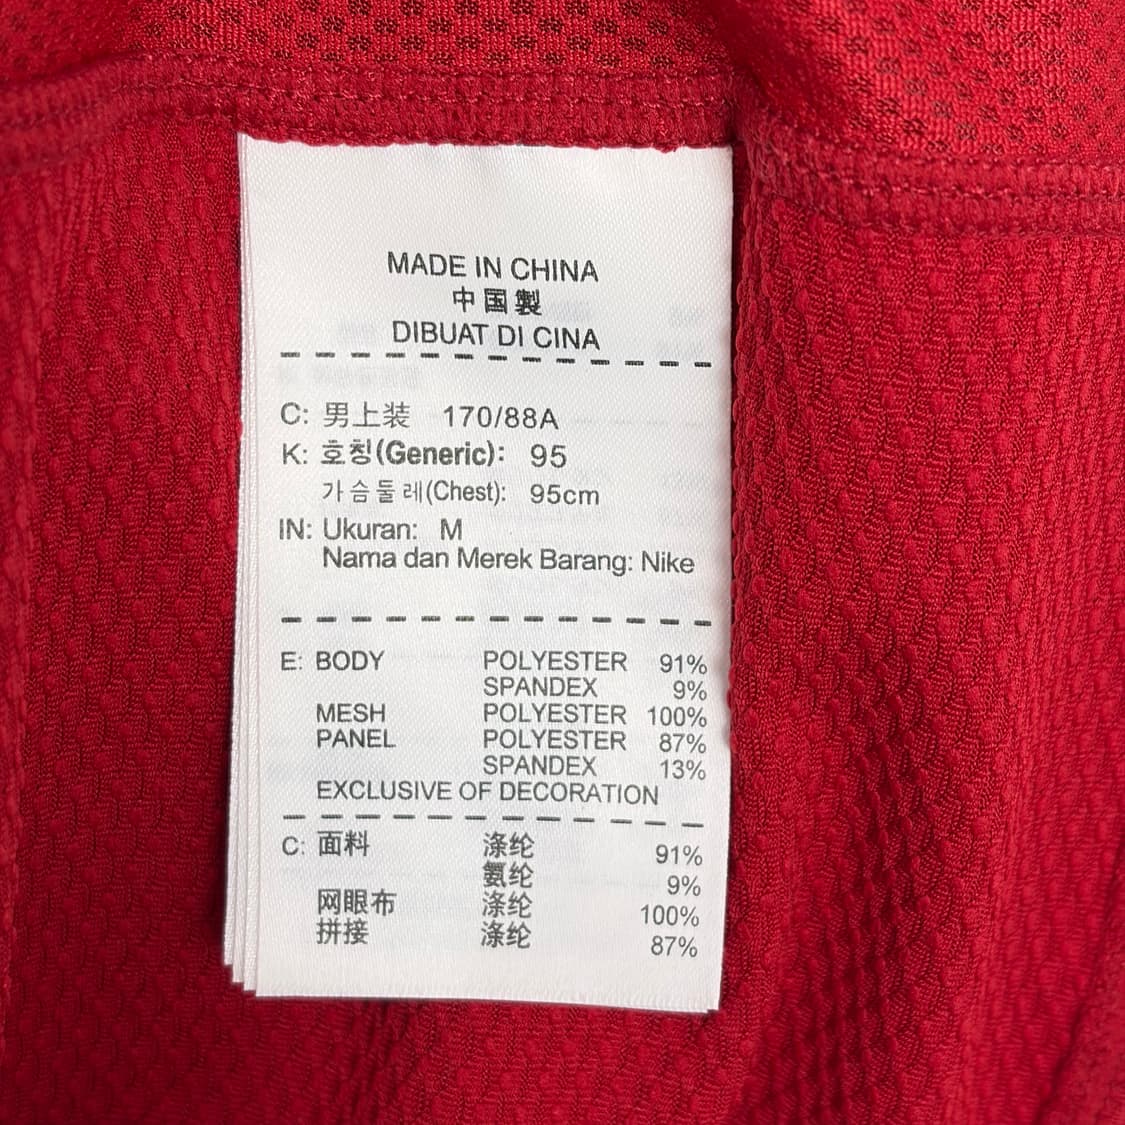 MADE IN CHINA
中国製
DIBUAT DI CINA
C: 男上装 170/88A
K: 호칭(Generic): 95
가슴둘레(Chest): 95cm
IN: Ukuran: M
Nama dan Merek Barang: Nike
E: BODY POLYESTER 91%
SPANDEX 9%
MESH POLYESTER 100%
PANEL POLYESTER 87%
SPANDEX 13%
EXCLUSIVE OF DECORATION
C: 面料 涤纶 91%
氨纶 9%
网眼布 涤纶 100%
拼接 涤纶 87%